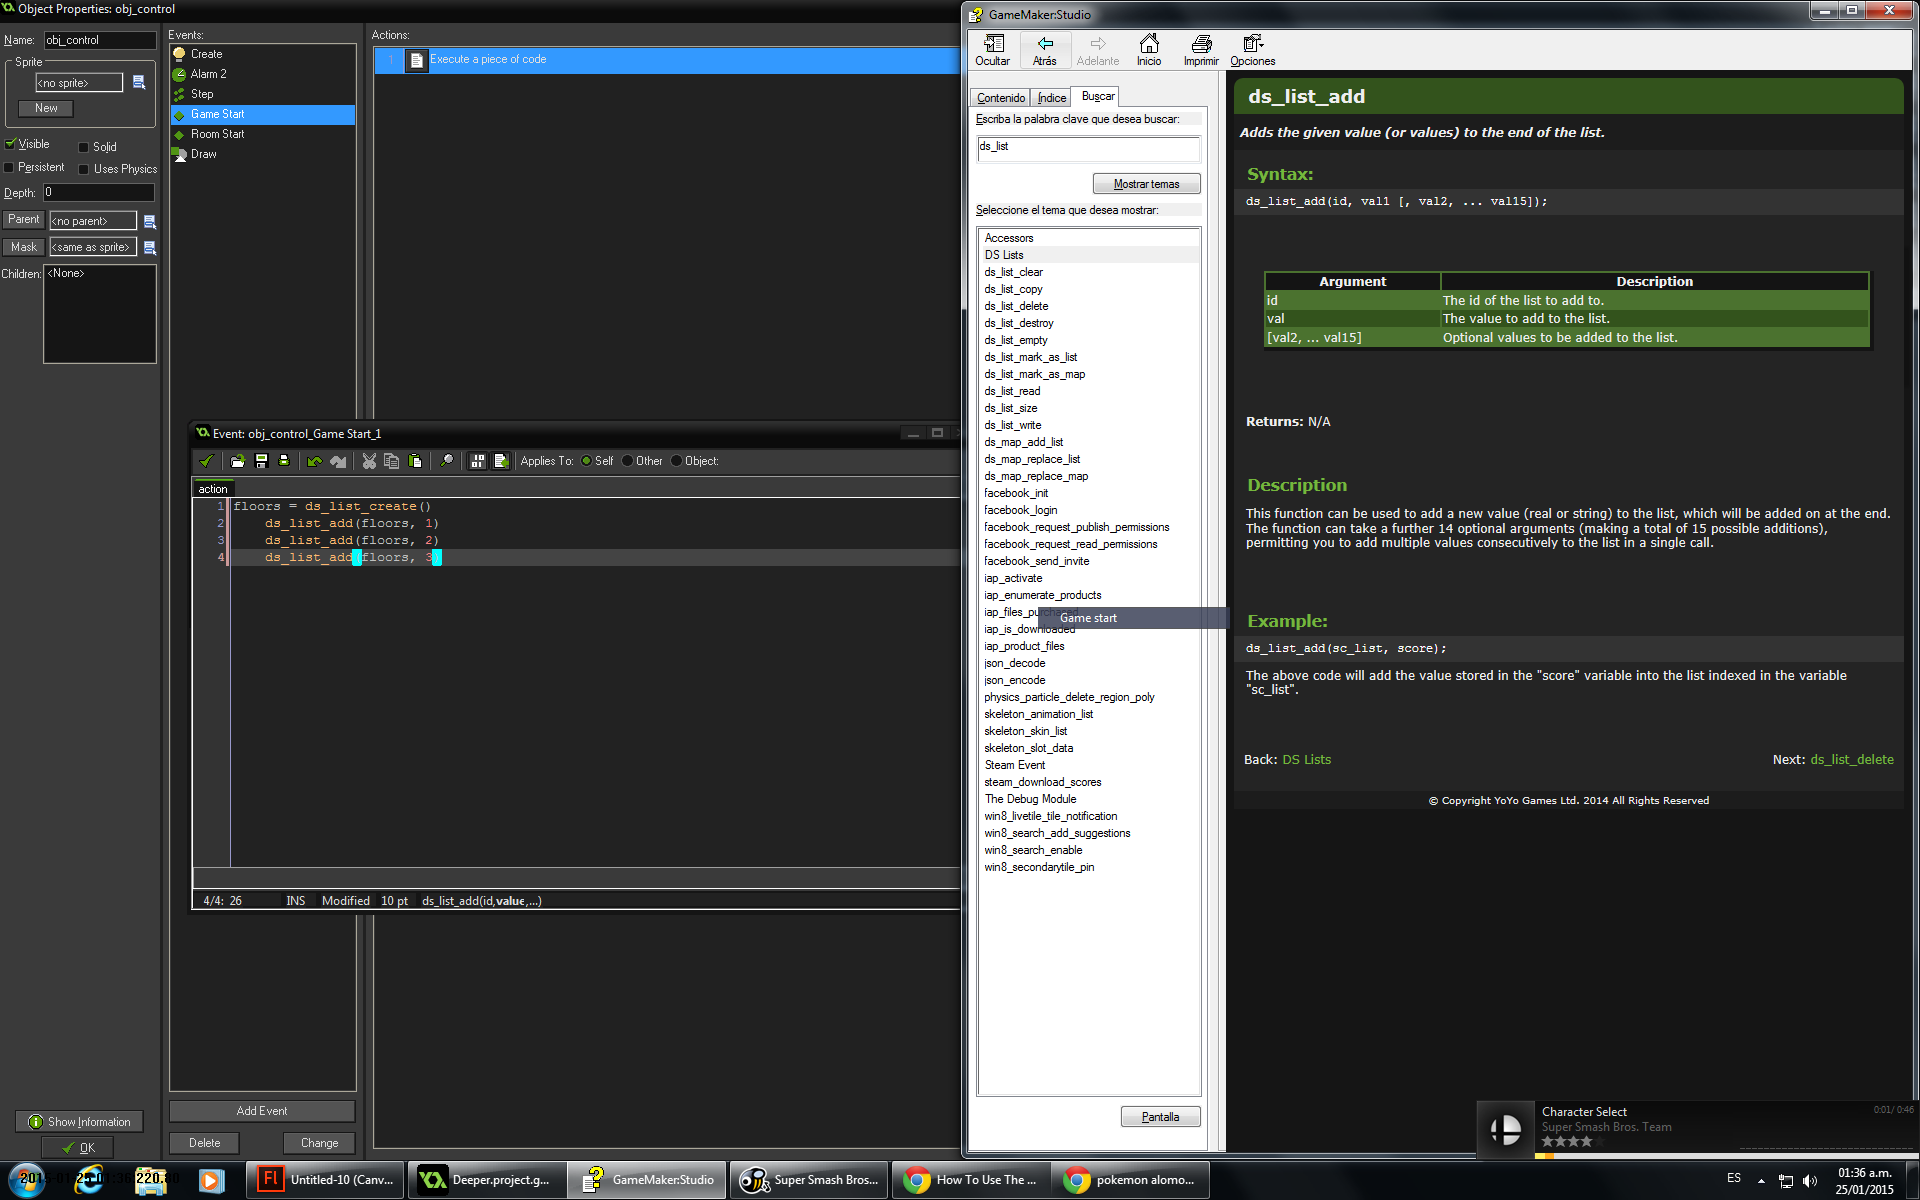 Object Properties: obj_control
Name: obj_control
Sprite
<no sprite>
New
Visible
Solid
Persistent
Uses Physics
Depth: 0
Parent <no parent>
Mask <same as sprite>
Children: <None>
Show Information
OK
Events:
Create
Alarm 2
Step
Game Start
Room Start
Draw
Add Event
Delete
Change
Actions:
1 Execute a piece of code
Event: obj_control_Game Start_1
Applies To: Self Other Object:
action
1 floors = ds_list_create()
2 ds_list_add(floors, 1)
3 ds_list_add(floors, 2)
4 ds_list_add(floors, 3)
4/4: 26 INS Modified 10 pt ds_list_add(id,value,...)
GameMaker:Studio
Ocultar
Atrás
Adelante
Inicio
Imprimir
Opciones
Contenido
Índice
Buscar
Escriba la palabra clave que desea buscar:
ds_list
Mostrar temas
Seleccione el tema que desea mostrar:
Accessors
DS Lists
ds_list_clear
ds_list_copy
ds_list_delete
ds_list_destroy
ds_list_empty
ds_list_mark_as_list
ds_list_mark_as_map
ds_list_read
ds_list_size
ds_list_write
ds_map_add_list
ds_map_replace_list
ds_map_replace_map
facebook_init
facebook_login
facebook_request_publish_permissions
facebook_request_read_permissions
facebook_send_invite
iap_activate
iap_enumerate_products
iap_files_purchased
Game start
iap_is_downloaded
iap_product_files
json_decode
json_encode
physics_particle_delete_region_poly
skeleton_animation_list
skeleton_skin_list
skeleton_slot_data
Steam Event
steam_download_scores
The Debug Module
win8_livetile_tile_notification
win8_search_add_suggestions
win8_search_enable
win8_secondarytile_pin
Pantalla
ds_list_add
Adds the given value (or values) to the end of the list.
Syntax:
ds_list_add(id, val1 [, val2, ... val15]);
Argument Description
id The id of the list to add to.
val The value to add to the list.
[val2, ... val15] Optional values to be added to the list.
Returns: N/A
Description
This function can be used to add a new value (real or string) to the list, which will be added on at the end.
The function can take a further 14 optional arguments (making a total of 15 possible additions),
permitting you to add multiple values consecutively to the list in a single call.
Example:
ds_list_add(sc_list, score);
The above code will add the value stored in the "score" variable into the list indexed in the variable
"sc_list".
Back: DS Lists
Next: ds_list_delete
© Copyright YoYo Games Ltd. 2014 All Rights Reserved
Character Select
Super Smash Bros. Team
0:01/ 0:46
Untitled-10 (Canv...
Deeper.project.g...
GameMaker:Studio
Super Smash Bros...
How To Use The ...
pokemon alomo...
ES
01:36 a.m.
25/01/2015